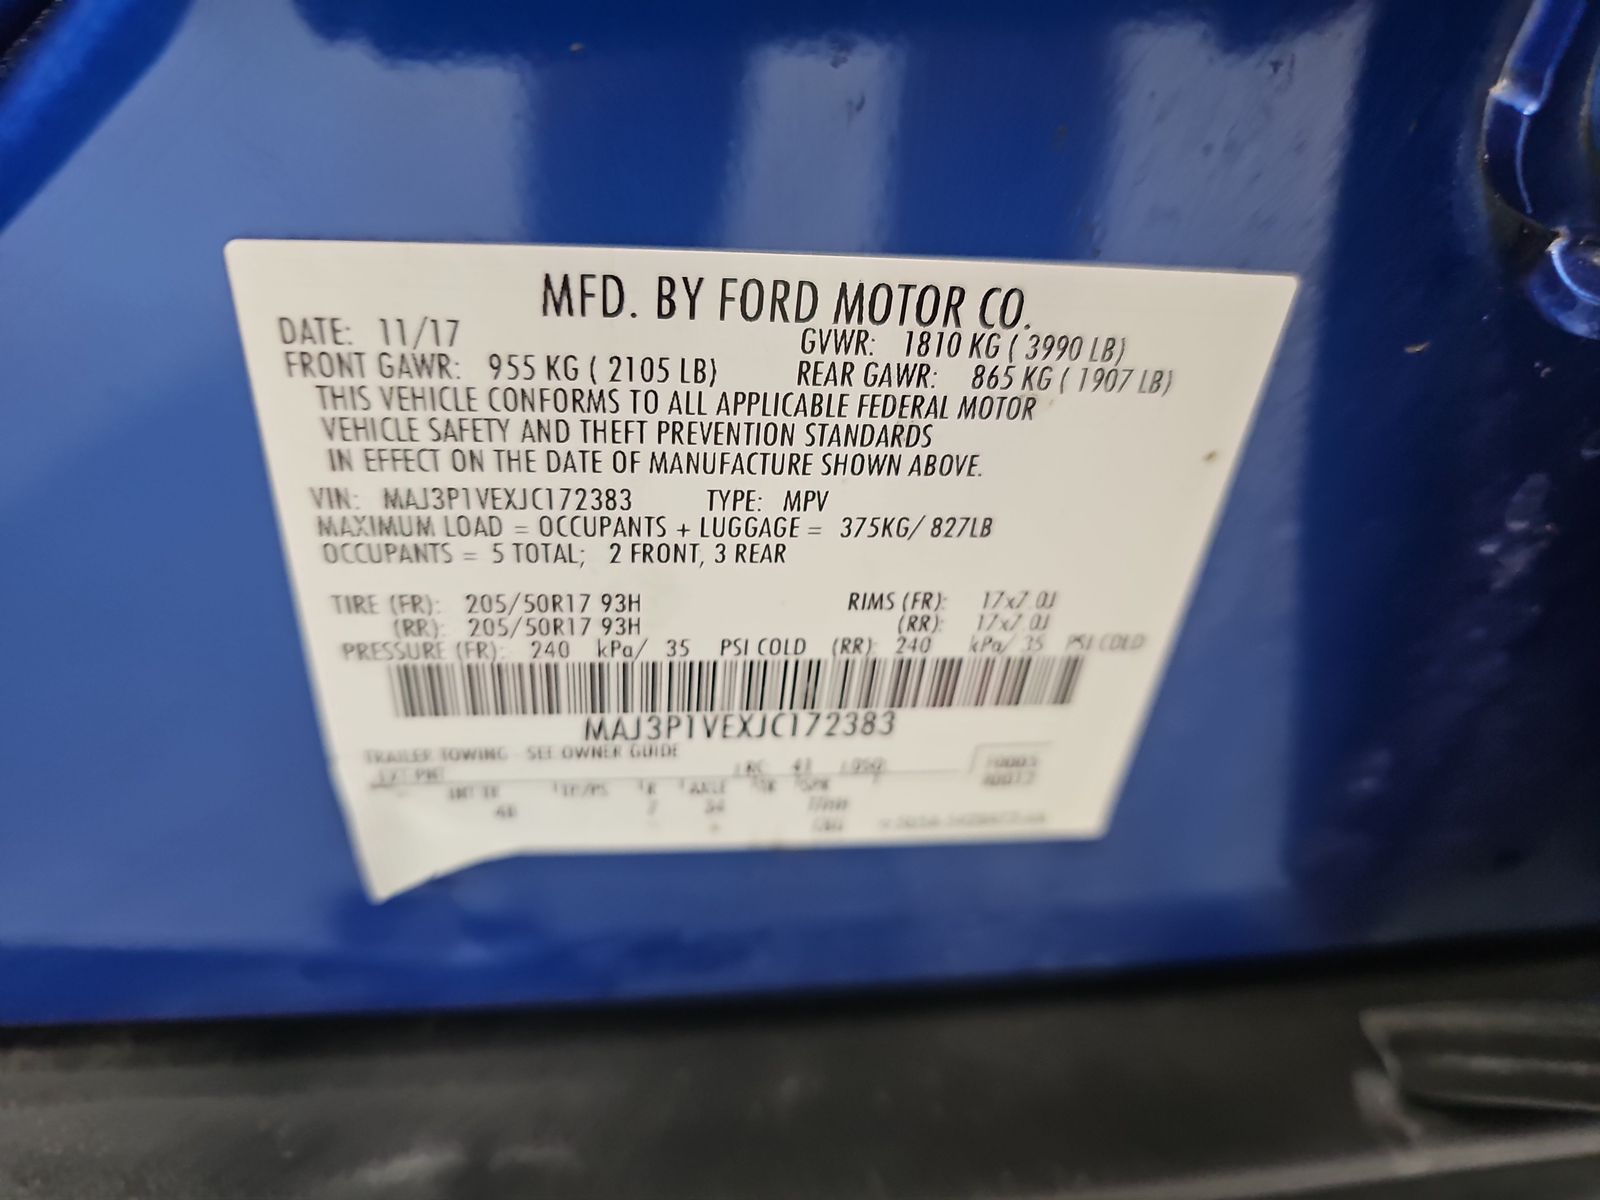 MFD. BY FORD MOTOR CO.
DATE: 11/17 GVWR: 1810 KG ( 3990 LB)
FRONT GAWR: 955 KG ( 2105 LB) REAR GAWR: 865 KG ( 1907 LB)
THIS VEHICLE CONFORMS TO ALL APPLICABLE FEDERAL MOTOR
VEHICLE SAFETY AND THEFT PREVENTION STANDARDS
IN EFFECT ON THE DATE OF MANUFACTURE SHOWN ABOVE.
VIN: MAJ3P1VEXJC172383 TYPE: MPV
MAXIMUM LOAD = OCCUPANTS + LUGGAGE = 375KG/ 827LB
OCCUPANTS = 5 TOTAL; 2 FRONT, 3 REAR
TIRE (FR): 205/50R17 93H RIMS (FR): 17x7.0J
(RR): 205/50R17 93H (RR): 17x7.0J
PRESSURE (FR): 240 kPa/ 35 PSI COLD (RR): 240 kPa/ 35 PSI COLD
MAJ3P1VEXJC172383
TRAILER TOWING - SEE OWNER GUIDE
EXT PNT